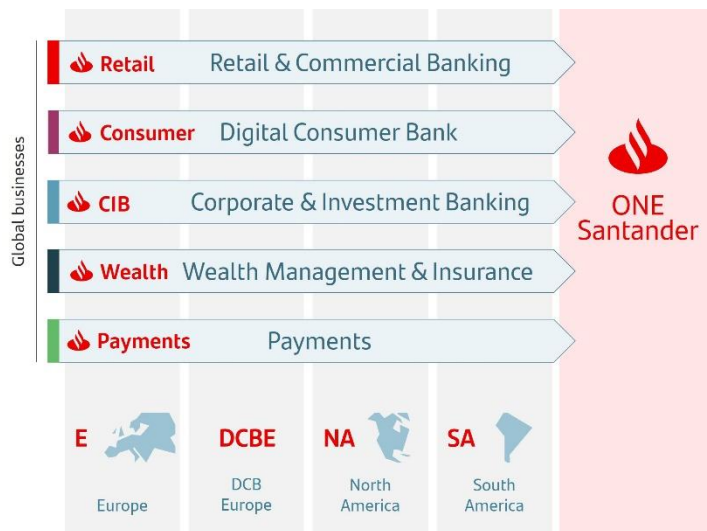 Global businesses
Retail Retail & Commercial Banking
Consumer Digital Consumer Bank
CIB Corporate & Investment Banking
Wealth Wealth Management & Insurance
Payments Payments
ONE
Santander
E
Europe
DCBE
DCB
Europe
NA
North
America
SA
South
America